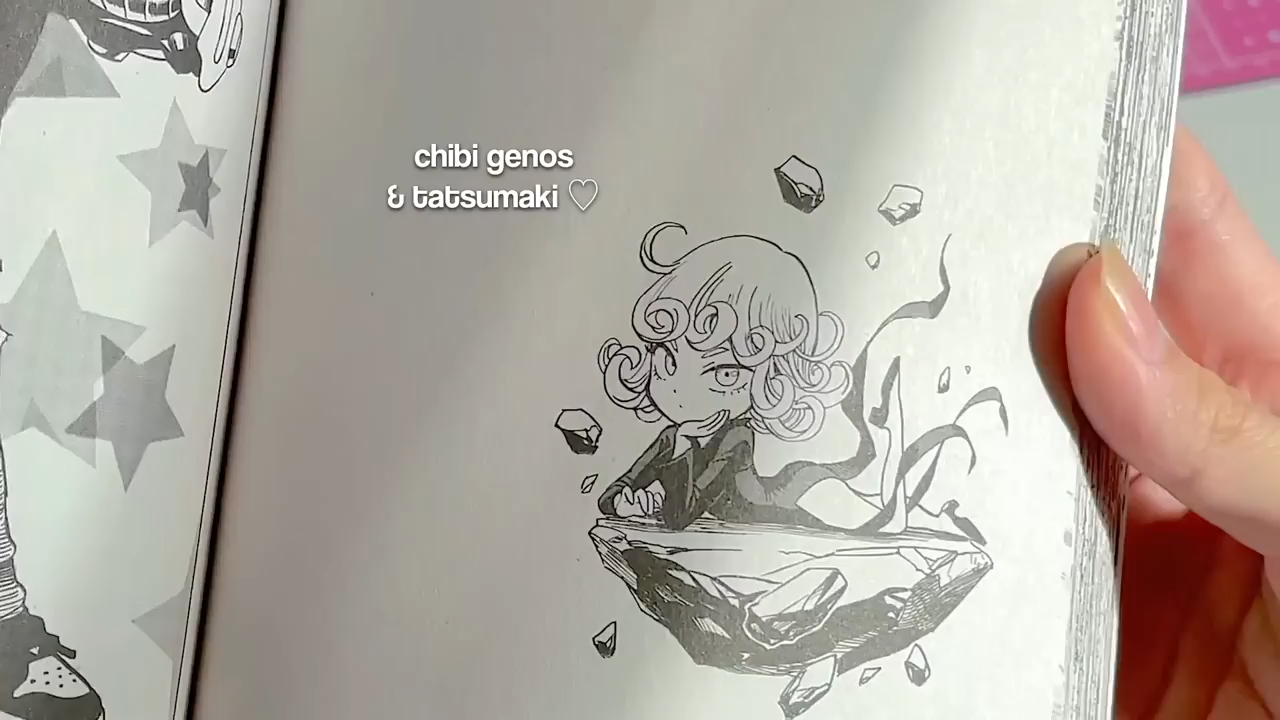 chibi genos
& tatsumaki ♡